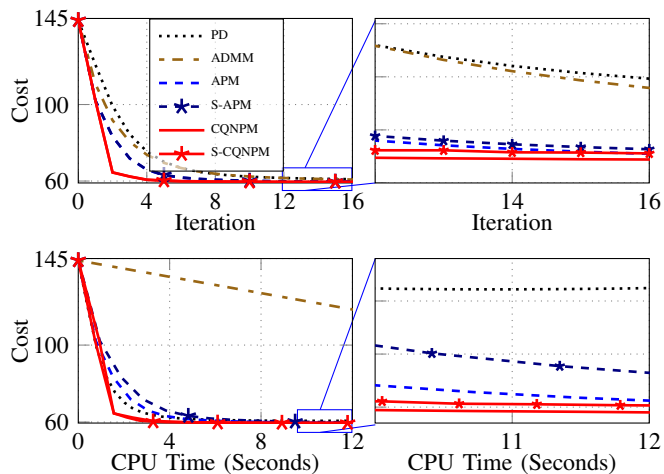 145
100
60
Cost
0
4
8
12
16
Iteration
PD
ADMM
APM
S-APM
CQNPM
S-CQNPM
14
16
Iteration
145
100
60
Cost
0
4
8
12
CPU Time (Seconds)
11
12
CPU Time (Seconds)